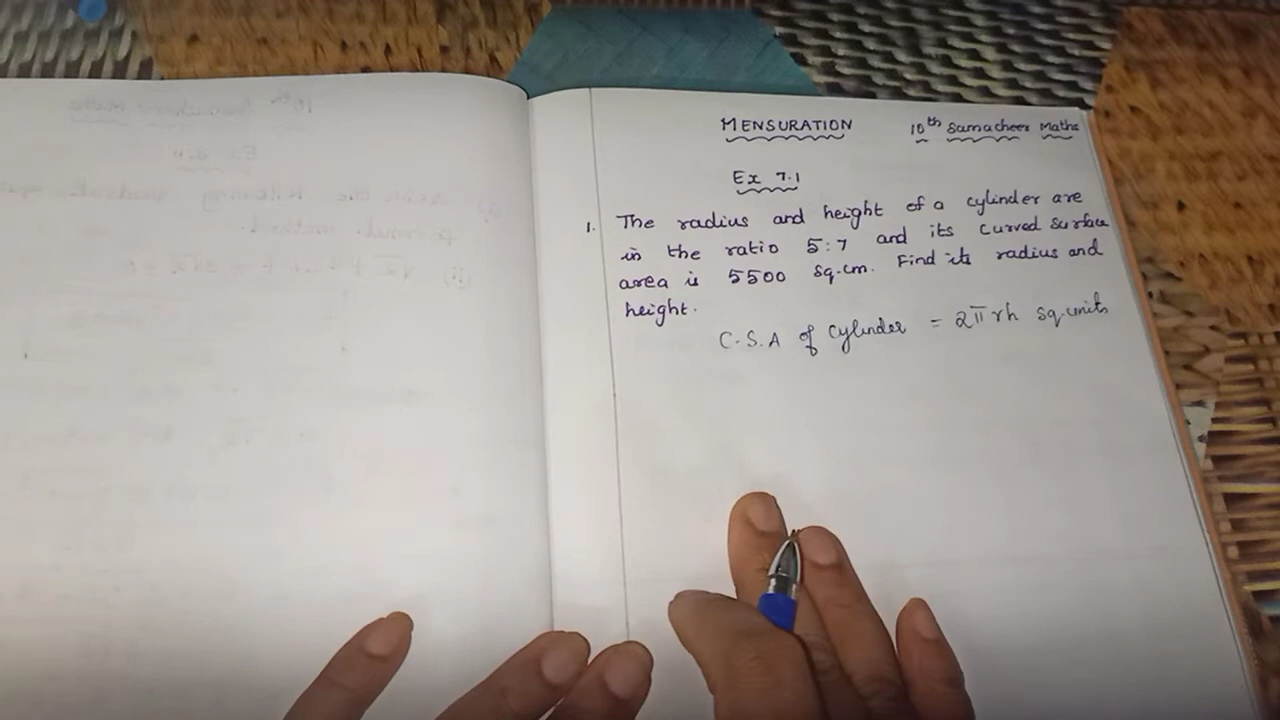 MENSURATION 10th Samacheer Maths
Ex 7.1
1. The radius and height of a cylinder are
in the ratio 5:7 and its curved surface
area is 5500 sq.cm. Find its radius and
height.
C.S.A of cylinder = 2πrh sq.units